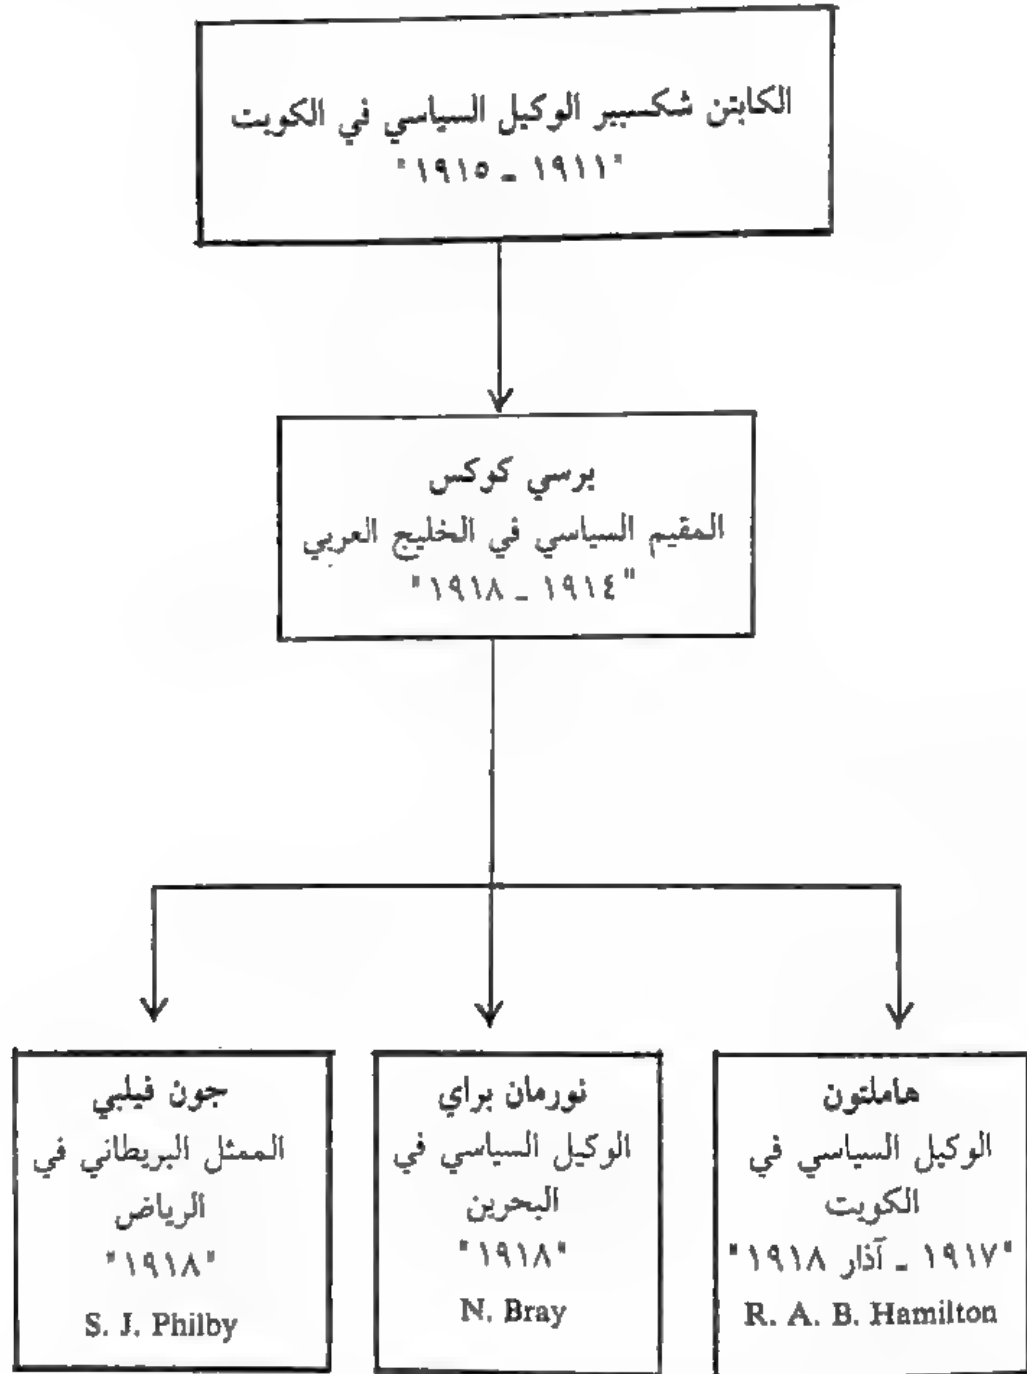 الكابتن شكسبير الوكيل السياسي في الكويت
"١٩١١ ـ ١٩١٥"
برسي كوكس
المقيم السياسي في الخليج العربي
"١٩١٤ ـ ١٩١٨"
هاملتون
الوكيل السياسي في
الكويت
"١٩١٧ ـ آذار ١٩١٨"
R. A. B. Hamilton
نورمان براي
الوكيل السياسي في
البحرين
"١٩١٨"
N. Bray
جون فيلبي
الممثل البريطاني في
الرياض
"١٩١٨"
S. J. Philby